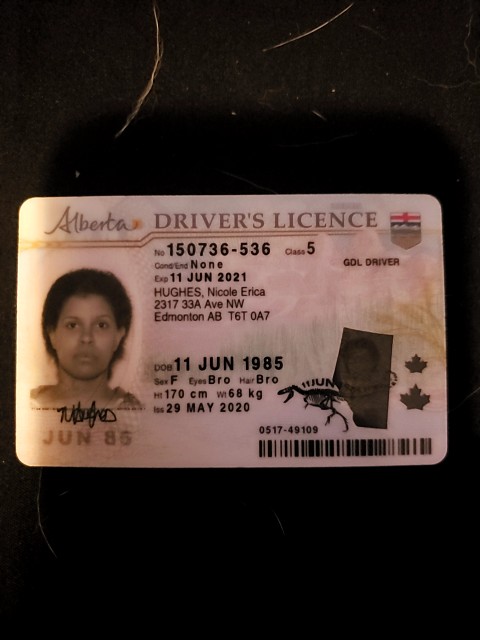 Alberta DRIVER'S LICENCE
No 150736-536 Class 5
Cond/End None
GDL DRIVER
Exp 11 JUN 2021
HUGHES, Nicole Erica
2317 33A Ave NW
Edmonton AB T6T 0A7
DOB 11 JUN 1985
Sex F Eyes Bro Hair Bro
Ht 170 cm Wt 68 kg
Iss 29 MAY 2020
11JUN
NHughes
JUN 85
0517-49109